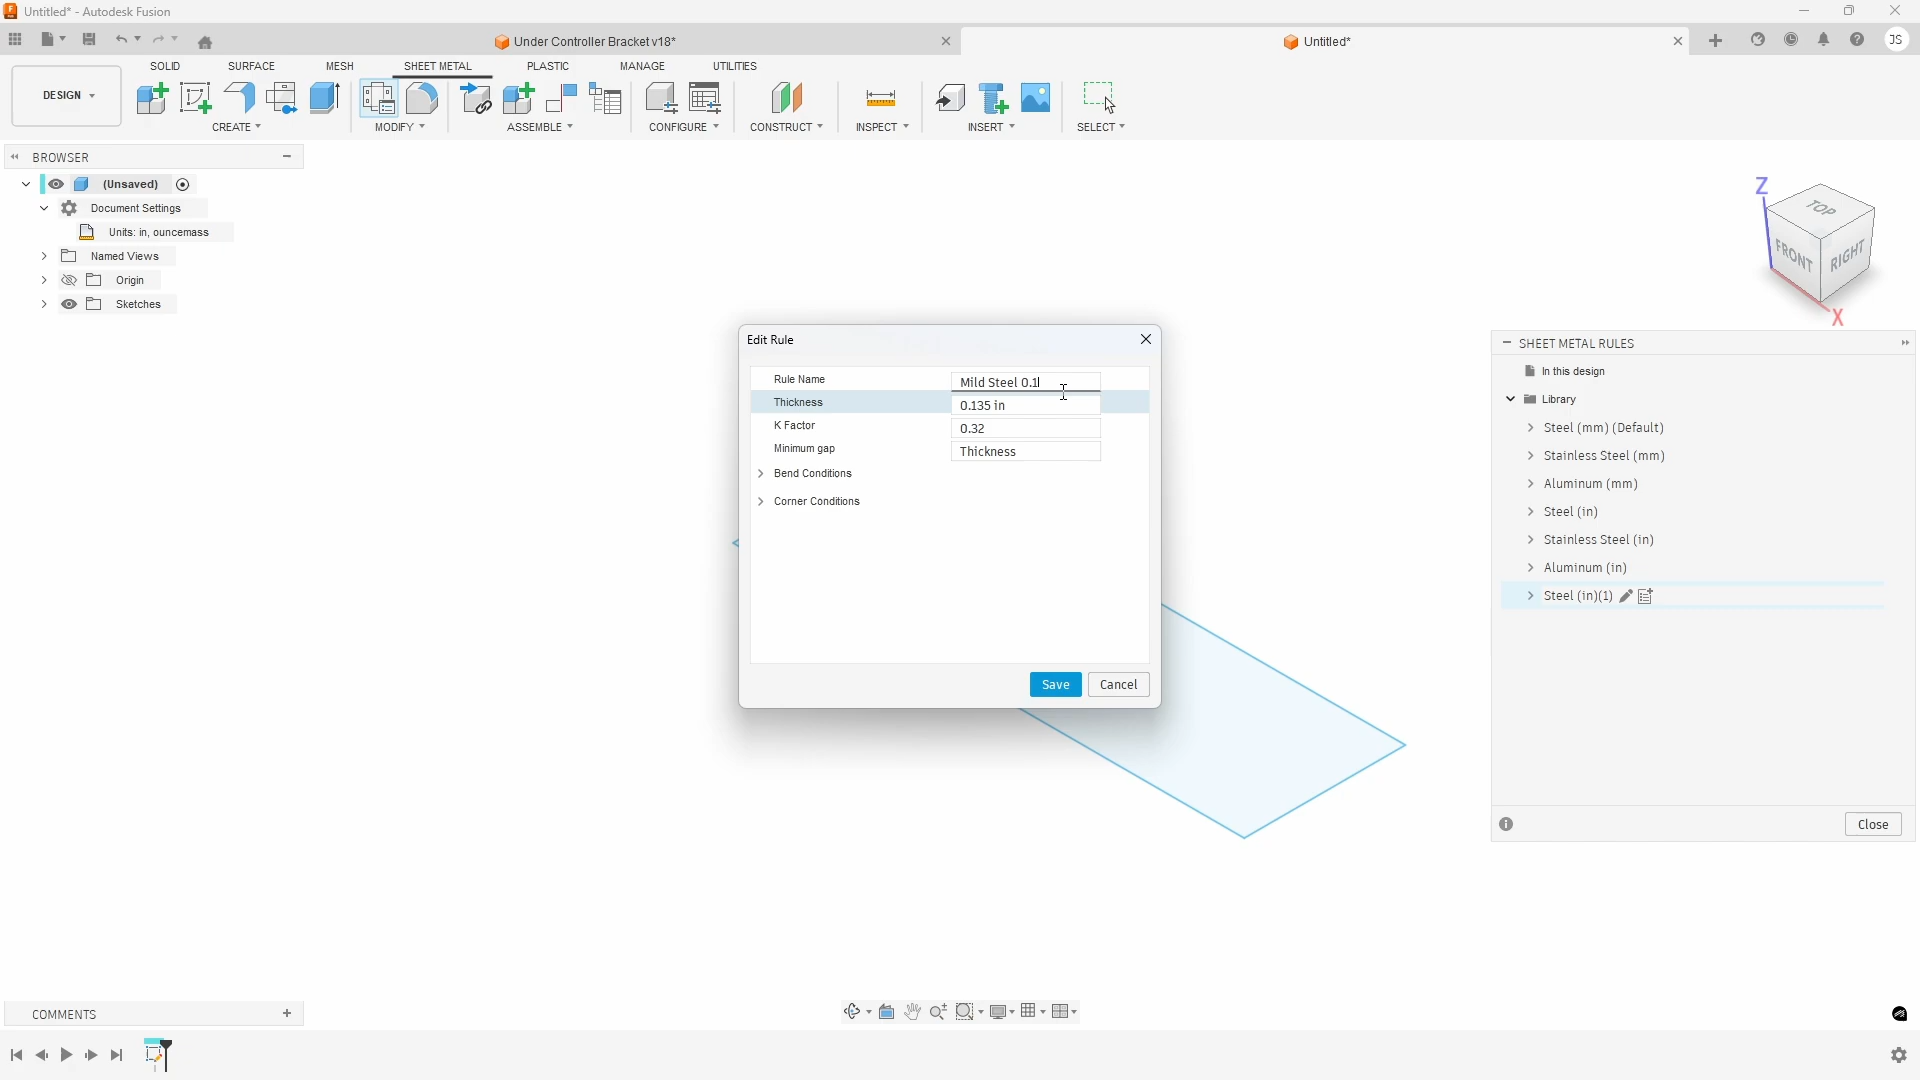 Untitled* - Autodesk Fusion
Under Controller Bracket v18*
Untitled*
JS
SOLID
SURFACE
MESH
SHEET METAL
PLASTIC
MANAGE
UTILITIES
DESIGN
CREATE
MODIFY
ASSEMBLE
CONFIGURE
CONSTRUCT
INSPECT
INSERT
SELECT
BROWSER
(Unsaved)
Document Settings
Units: in, ouncemass
Named Views
Origin
Sketches
Z
TOP
FRONT
RIGHT
X
Edit Rule
Rule Name
Mild Steel 0.1
Thickness
0.135 in
K Factor
0.32
Minimum gap
Thickness
Bend Conditions
Corner Conditions
Save
Cancel
SHEET METAL RULES
In this design
Library
Steel (mm) (Default)
Stainless Steel (mm)
Aluminum (mm)
Steel (in)
Stainless Steel (in)
Aluminum (in)
Steel (in)(1)
Close
COMMENTS